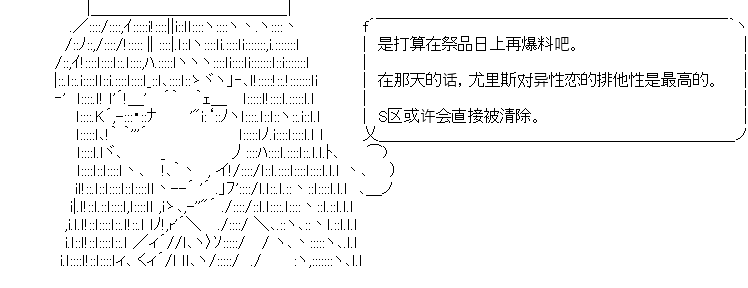 是打算在祭品日上再爆料吧。
在那天的话，尤里斯对异性恋的排他性是最高的。
S区或许会直接被清除。